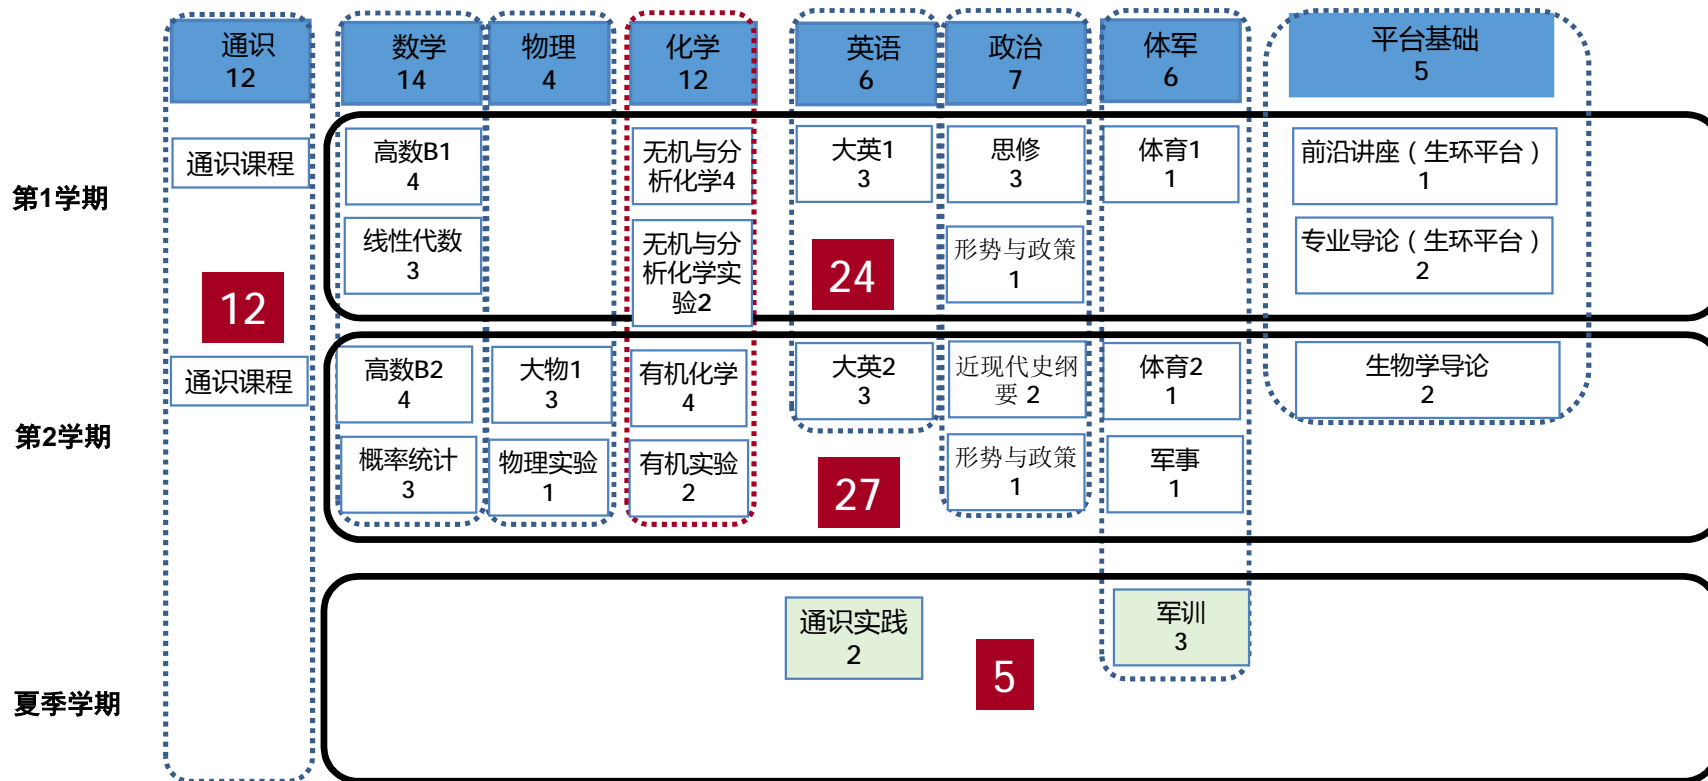 通识
12
数学
14
物理
4
化学
12
英语
6
政治
7
体军
6
平台基础
5
第1学期
通识课程
高数B1
4
无机与分
析化学4
大英1
3
思修
3
体育1
1
前沿讲座（生环平台）
1
线性代数
3
无机与分
析化学实
验2
24
形势与政策
1
专业导论（生环平台）
2
12
第2学期
通识课程
高数B2
4
大物1
3
有机化学
4
大英2
3
近现代史纲
要 2
体育2
1
生物学导论
2
概率统计
3
物理实验
1
有机实验
2
27
形势与政策
1
军事
1
夏季学期
通识实践
2
5
军训
3